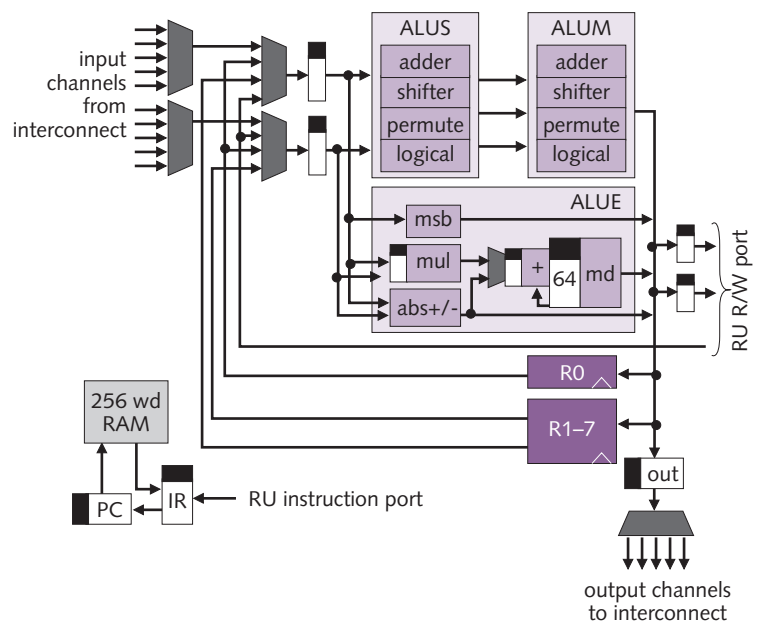 input
channels
from
interconnect
ALUS
adder
shifter
permute
logical
ALUM
adder
shifter
permute
logical
ALUE
msb
mul
abs+/-
+
64
md
RU R/W port
R0
R1–7
256 wd
RAM
PC
IR
RU instruction port
out
output channels
to interconnect